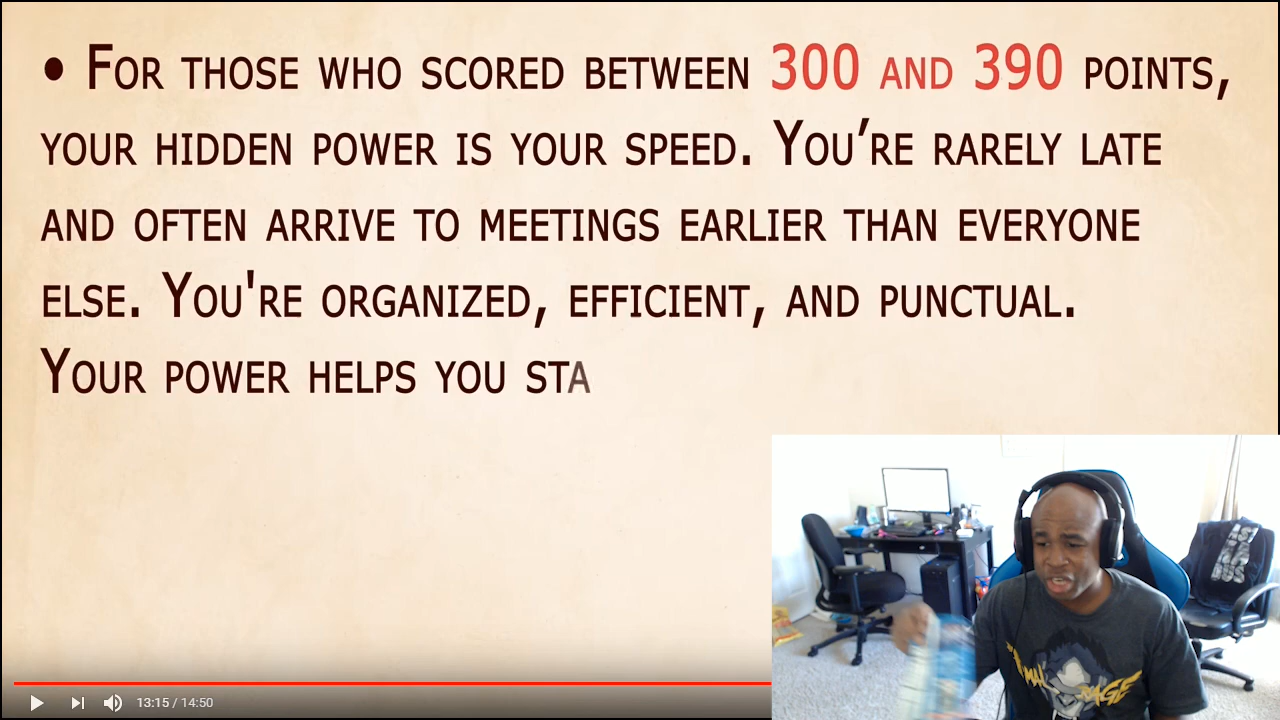 • For those who scored between 300 and 390 points,
your hidden power is your speed. You’re rarely late
and often arrive to meetings earlier than everyone
else. You're organized, efficient, and punctual.
Your power helps you sta
13:15 / 14:50